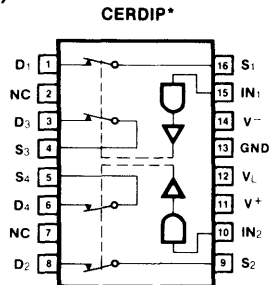 CERDIP*
D1 1 16 S1
NC 2 15 IN1
D3 3 14 V−
S3 4 13 GND
S4 5 12 VL
D4 6 11 V+
NC 7 10 IN2
D2 8 9 S2